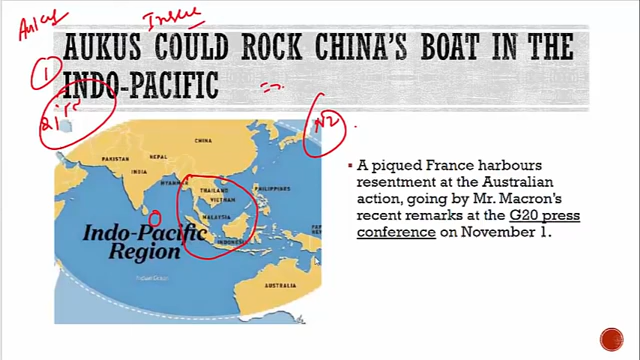 AUKUS COULD ROCK CHINA'S BOAT IN THE
INDO-PACIFIC
1
▪ A piqued France harbours
resentment at the Australian
action, going by Mr. Macron's
recent remarks at the G20 press
conference on November 1.
CHINA
PAKISTAN
NEPAL
INDIA
MYANMAR
THAILAND
VIETNAM
PHILIPPINES
MALAYSIA
INDONESIA
Indo-Pacific
Region
AUSTRALIA